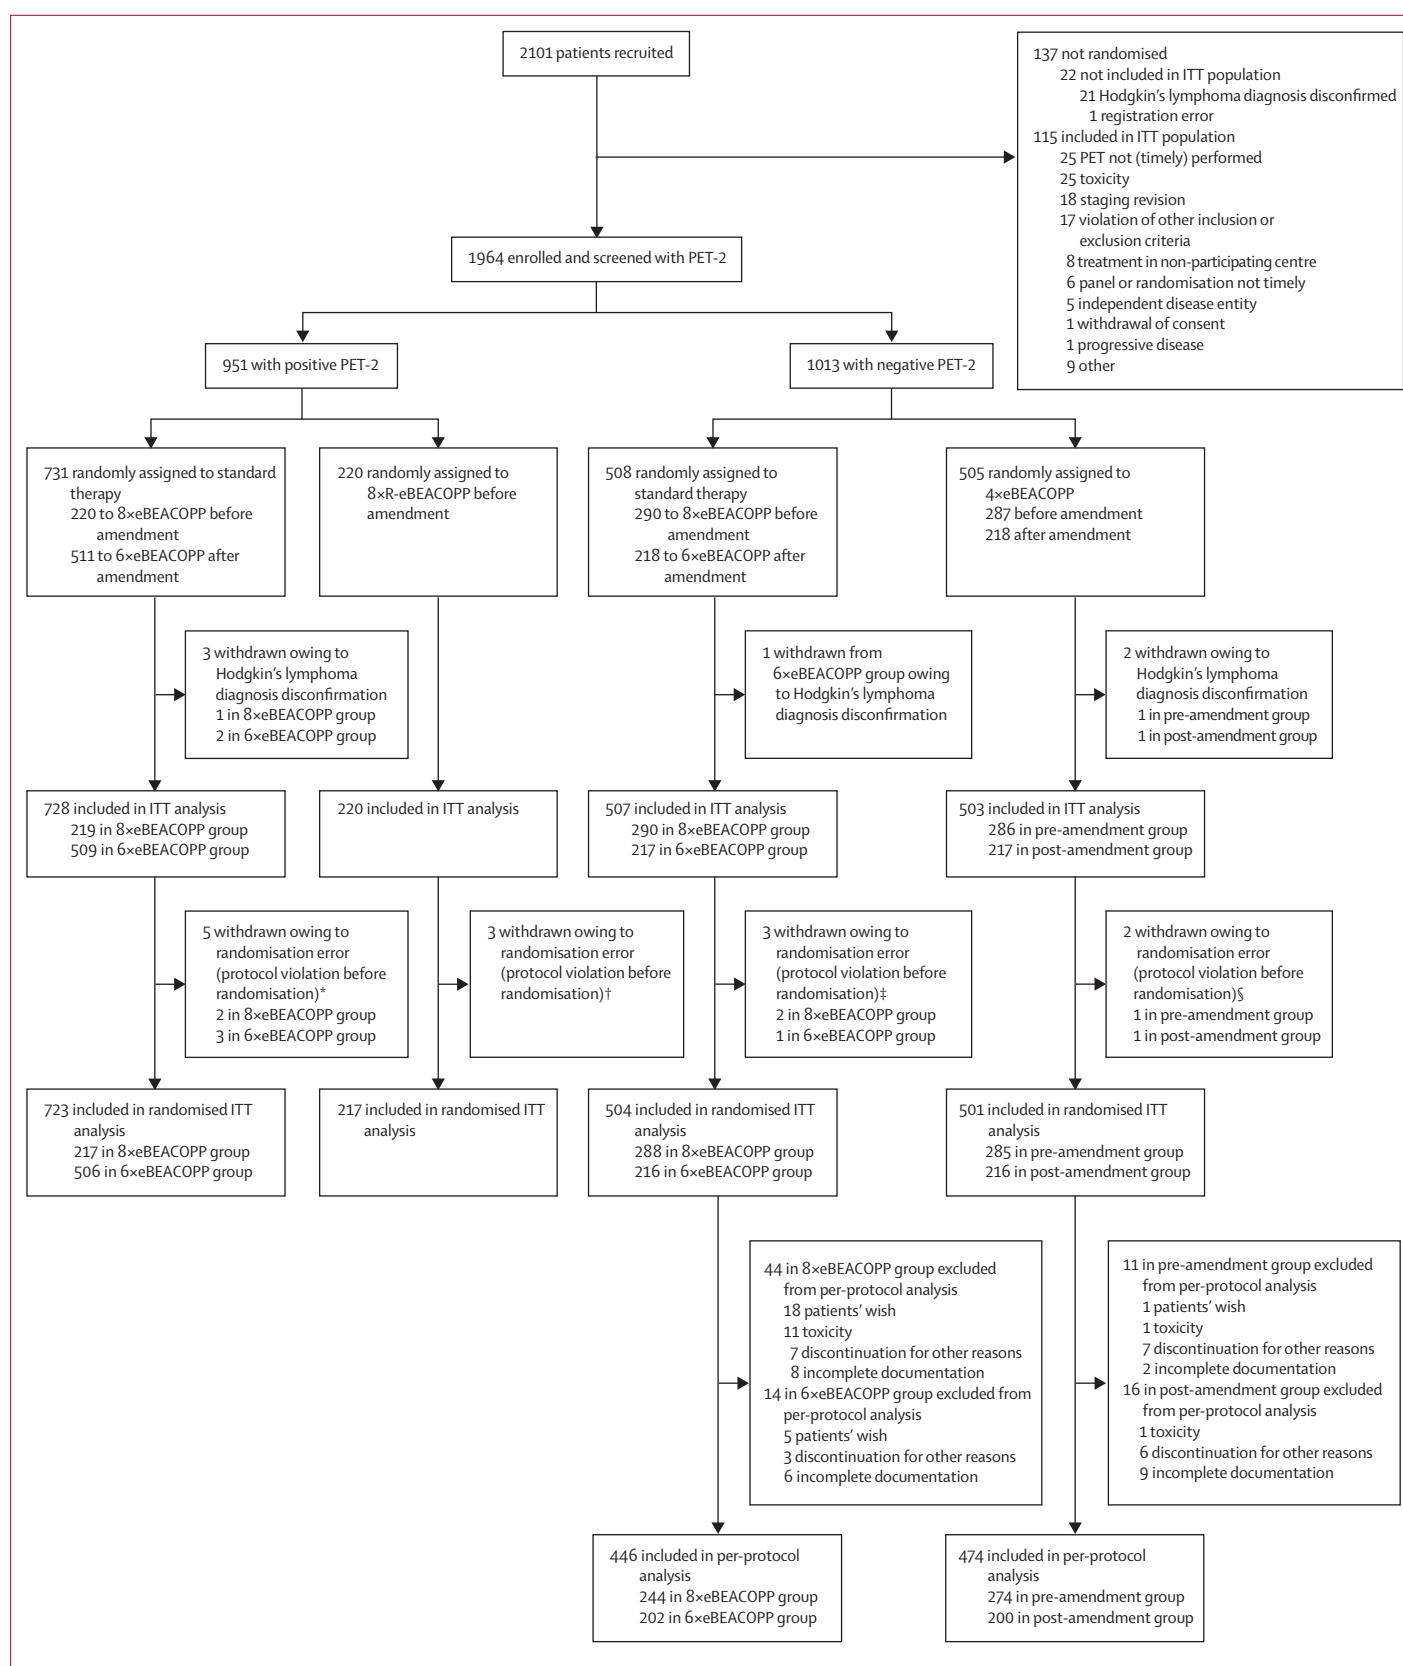 2101 patients recruited
137 not randomised
22 not included in ITT population
21 Hodgkin's lymphoma diagnosis disconfirmed
1 registration error
115 included in ITT population
25 PET not (timely) performed
25 toxicity
18 staging revision
17 violation of other inclusion or
exclusion criteria
8 treatment in non-participating centre
6 panel or randomisation not timely
5 independent disease entity
1 withdrawal of consent
1 progressive disease
9 other
1964 enrolled and screened with PET-2
951 with positive PET-2
1013 with negative PET-2
731 randomly assigned to standard
therapy
220 to 8×eBEACOPP before
amendment
511 to 6×eBEACOPP after
amendment
220 randomly assigned to
8×R-eBEACOPP before
amendment
508 randomly assigned to
standard therapy
290 to 8×eBEACOPP before
amendment
218 to 6×eBEACOPP after
amendment
505 randomly assigned to
4×eBEACOPP
287 before amendment
218 after amendment
3 withdrawn owing to
Hodgkin's lymphoma
diagnosis disconfirmation
1 in 8×eBEACOPP group
2 in 6×eBEACOPP group
1 withdrawn from
6×eBEACOPP group owing
to Hodgkin's lymphoma
diagnosis disconfirmation
2 withdrawn owing to
Hodgkin's lymphoma
diagnosis disconfirmation
1 in pre-amendment group
1 in post-amendment group
728 included in ITT analysis
219 in 8×eBEACOPP group
509 in 6×eBEACOPP group
220 included in ITT analysis
507 included in ITT analysis
290 in 8×eBEACOPP group
217 in 6×eBEACOPP group
503 included in ITT analysis
286 in pre-amendment group
217 in post-amendment group
5 withdrawn owing to
randomisation error
(protocol violation before
randomisation)*
2 in 8×eBEACOPP group
3 in 6×eBEACOPP group
3 withdrawn owing to
randomisation error
(protocol violation before
randomisation)†
3 withdrawn owing to
randomisation error
(protocol violation before
randomisation)‡
2 in 8×eBEACOPP group
1 in 6×eBEACOPP group
2 withdrawn owing to
randomisation error
(protocol violation before
randomisation)§
1 in pre-amendment group
1 in post-amendment group
723 included in randomised ITT
analysis
217 in 8×eBEACOPP group
506 in 6×eBEACOPP group
217 included in randomised ITT
analysis
504 included in randomised ITT
analysis
288 in 8×eBEACOPP group
216 in 6×eBEACOPP group
501 included in randomised ITT
analysis
285 in pre-amendment group
216 in post-amendment group
44 in 8×eBEACOPP group excluded
from per-protocol analysis
18 patients' wish
11 toxicity
7 discontinuation for other reasons
8 incomplete documentation
14 in 6×eBEACOPP group excluded from
per-protocol analysis
5 patients' wish
3 discontinuation for other reasons
6 incomplete documentation
11 in pre-amendment group excluded
from per-protocol analysis
1 patients' wish
1 toxicity
7 discontinuation for other reasons
2 incomplete documentation
16 in post-amendment group excluded
from per-protocol analysis
1 toxicity
6 discontinuation for other reasons
9 incomplete documentation
446 included in per-protocol
analysis
244 in 8×eBEACOPP group
202 in 6×eBEACOPP group
474 included in per-protocol
analysis
274 in pre-amendment group
200 in post-amendment group